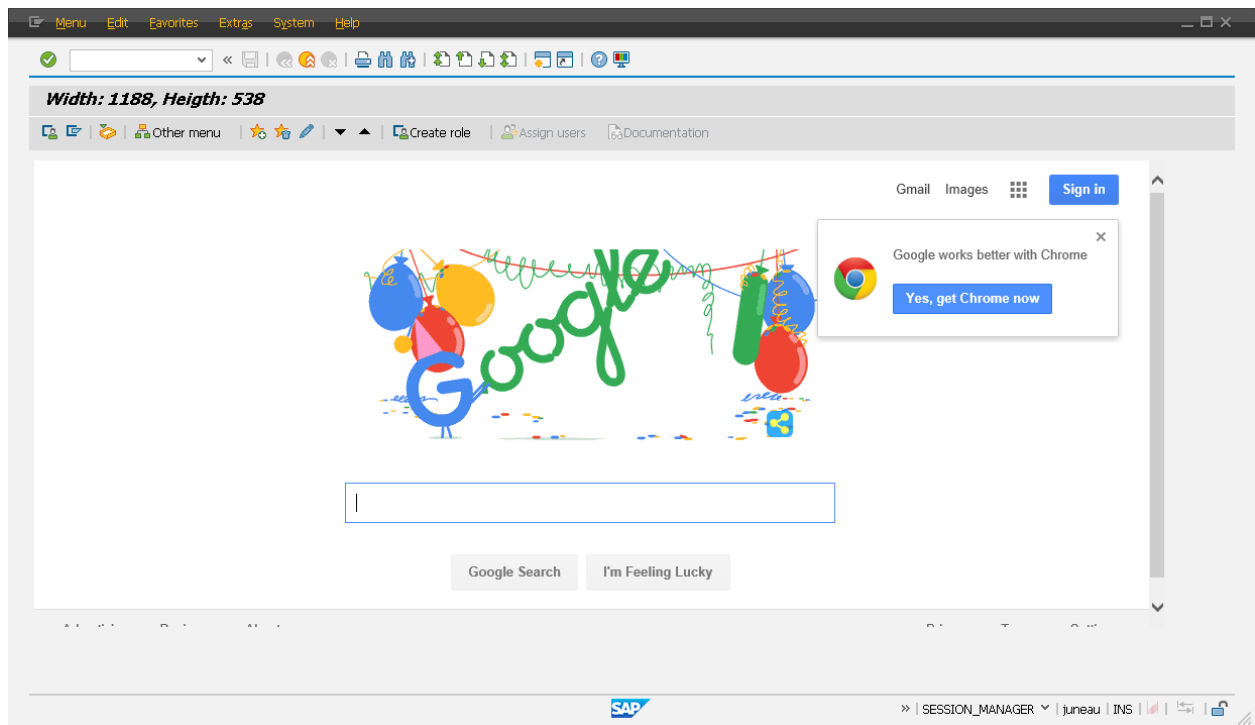 Menu Edit Favorites Extras System Help
Width: 1188, Heigth: 538
Other menu Create role Assign users Documentation
Gmail Images Sign in
Google works better with Chrome
Yes, get Chrome now
Google
Google Search I'm Feeling Lucky
SAP
SESSION_MANAGER juneau INS